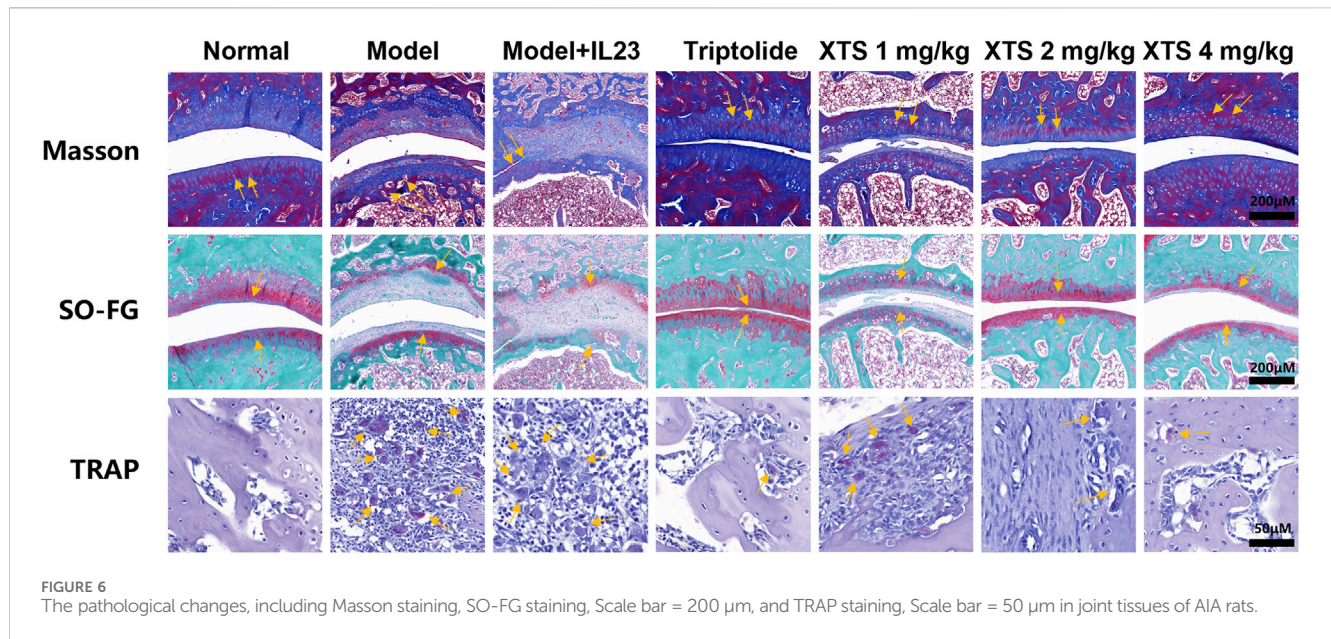 Normal Model Model+IL23 Triptolide XTS 1 mg/kg XTS 2 mg/kg XTS 4 mg/kg
Masson
200μM
SO-FG
200μM
TRAP
50μM
FIGURE 6
The pathological changes, including Masson staining, SO-FG staining, Scale bar = 200 μm, and TRAP staining, Scale bar = 50 μm in joint tissues of AIA rats.